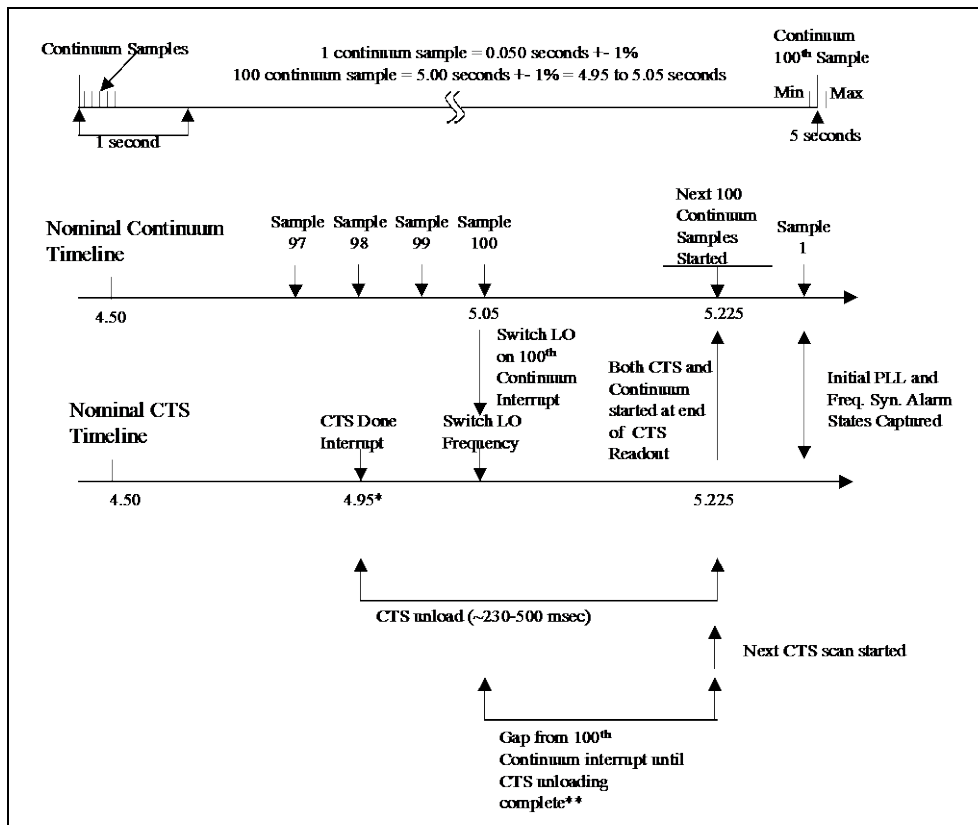 Continuum Samples
1 continuum sample = 0.050 seconds +- 1%
100 continuum sample = 5.00 seconds +- 1% = 4.95 to 5.05 seconds
Continuum
100th Sample
Min
Max
1 second
5 seconds
Nominal Continuum
Timeline
Sample
97
Sample
98
Sample
99
Sample
100
Next 100
Continuum
Samples
Started
Sample
1
4.50
5.05
5.225
Switch LO
on 100th
Continuum
Interrupt
Both CTS and
Continuum
started at end
of CTS
Readout
Initial PLL and
Freq. Syn. Alarm
States Captured
Nominal CTS
Timeline
CTS Done
Interrupt
Switch LO
Frequency
4.50
4.95*
5.225
CTS unload (~230-500 msec)
Next CTS scan started
Gap from 100th
Continuum interrupt until
CTS unloading
complete**